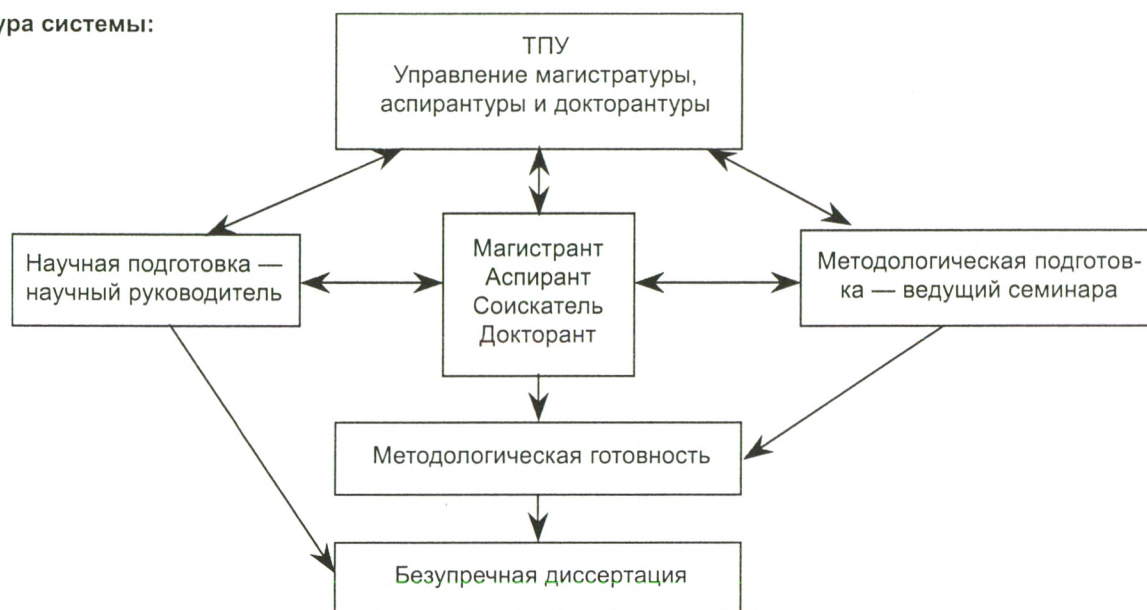 ура системы:
ТПУ
Управление магистратуры,
аспирантуры и докторантуры
Научная подготовка —
научный руководитель
Магистрант
Аспирант
Соискатель
Докторант
Методологическая подготов-
ка — ведущий семинара
Методологическая готовность
Безупречная диссертация